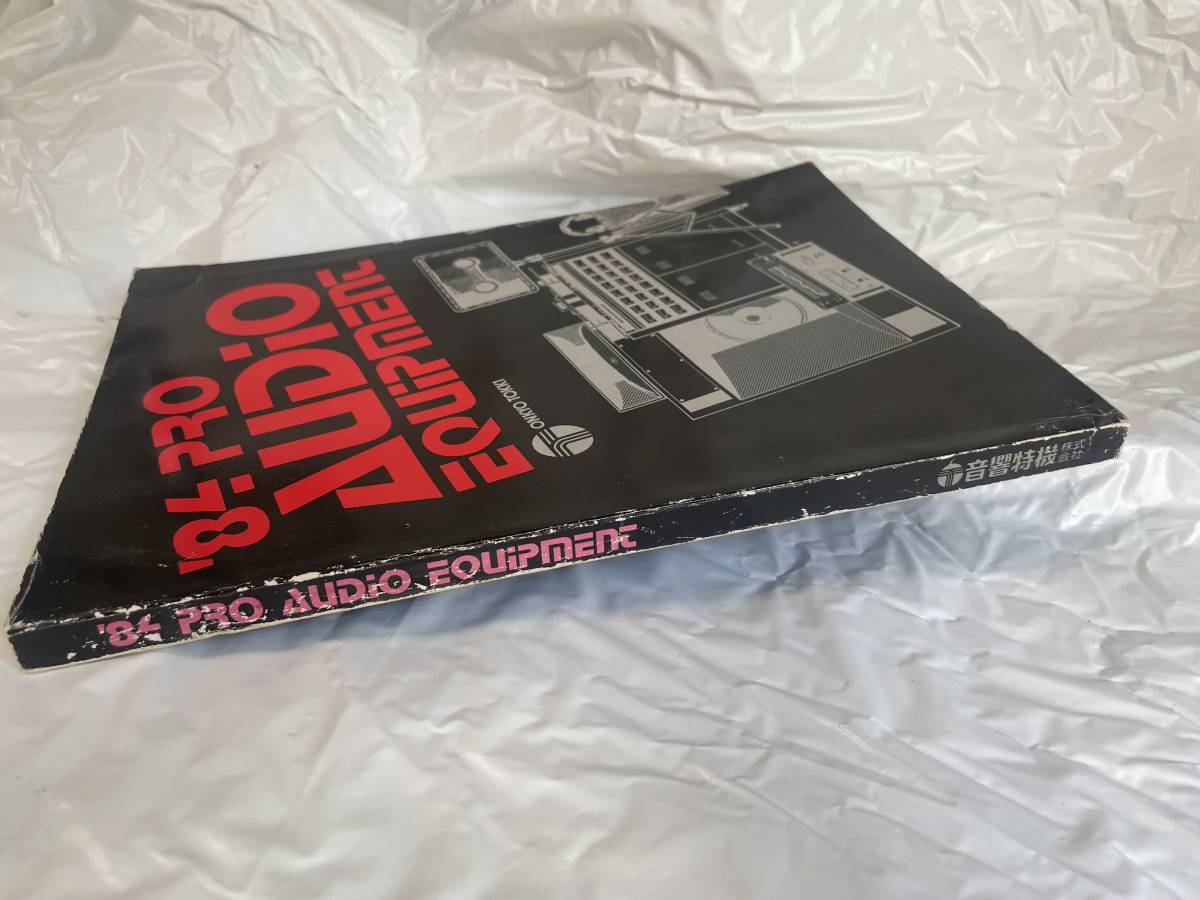 '84. PRO
AUDiO
EQUiPMENT
ONKYO TOKKI
'84 PRO AUDiO EQUiPMENT
音響特機株式会社